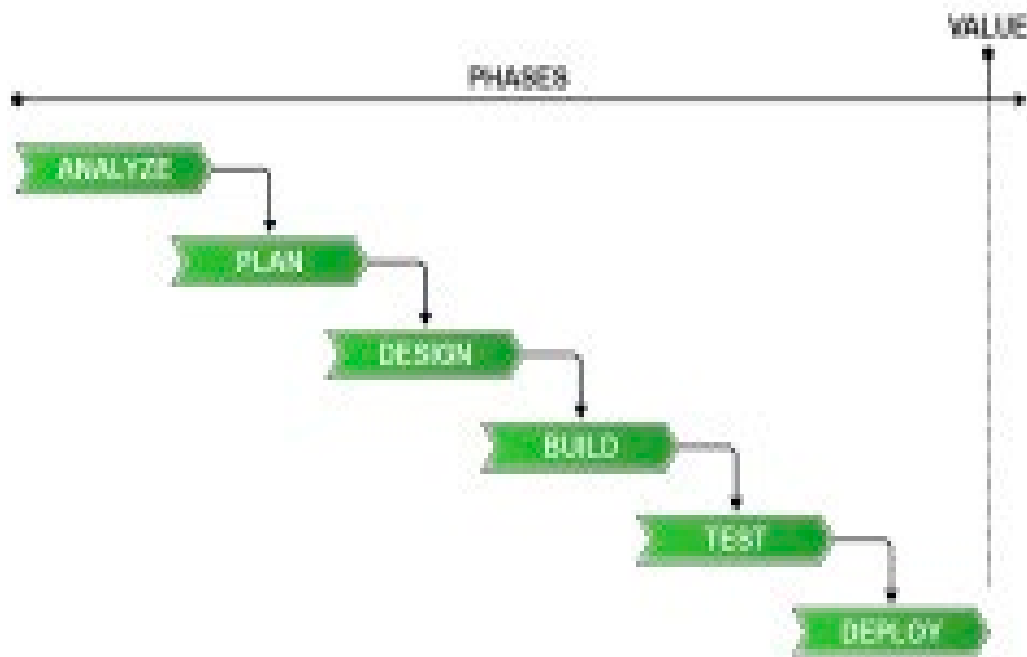 VALUE
PHASES
ANALYZE
PLAN
DESIGN
BUILD
TEST
DEPLOY